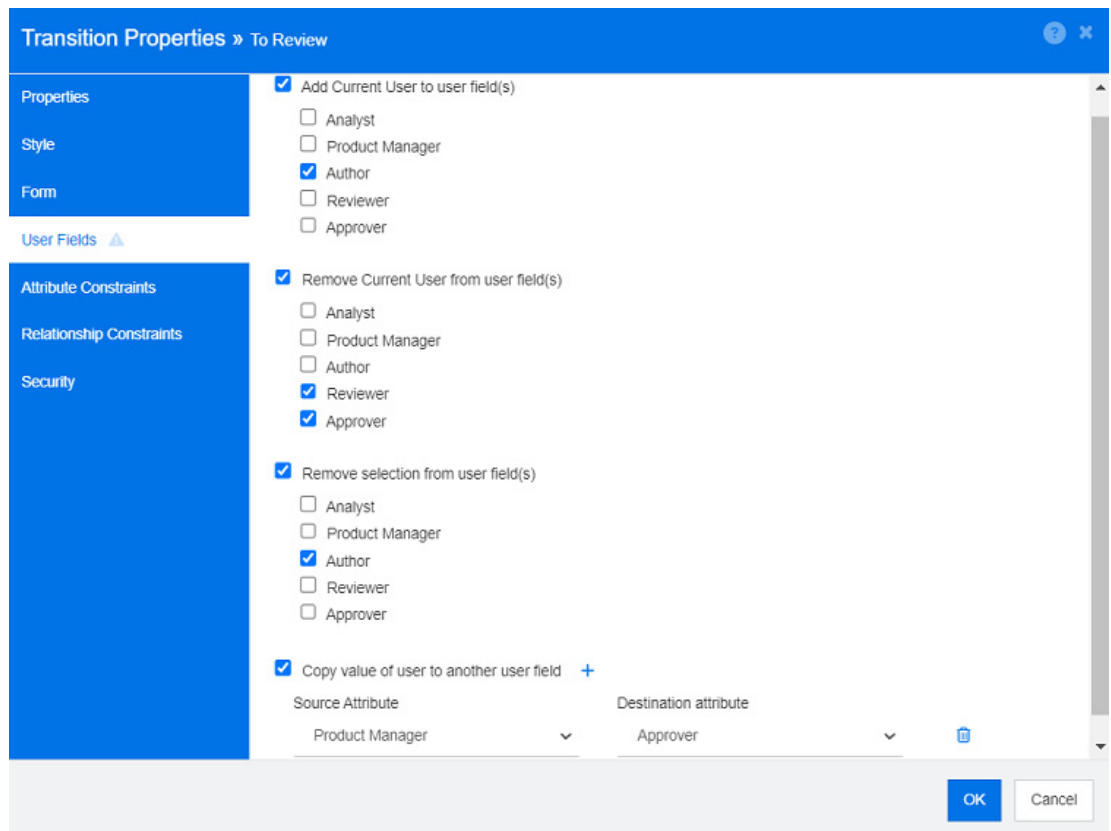 Transition Properties » To Review
Properties
Style
Form
User Fields
Attribute Constraints
Relationship Constraints
Security
Add Current User to user field(s)
Analyst
Product Manager
Author
Reviewer
Approver
Remove Current User from user field(s)
Analyst
Product Manager
Author
Reviewer
Approver
Remove selection from user field(s)
Analyst
Product Manager
Author
Reviewer
Approver
Copy value of user to another user field +
Source Attribute Destination attribute
Product Manager Approver
OK Cancel